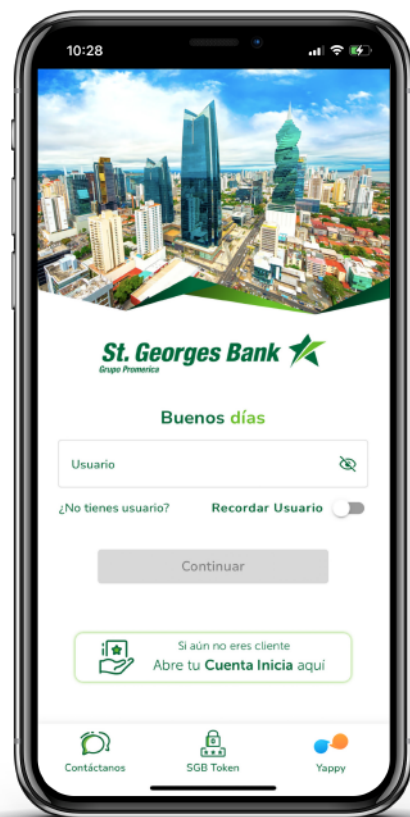 10:28
St. Georges Bank
Grupo Promerica
Buenos días
Usuario
¿No tienes usuario? Recordar Usuario
Continuar
Si aún no eres cliente
Abre tu Cuenta Inicia aquí
Contáctanos SGB Token Yappy